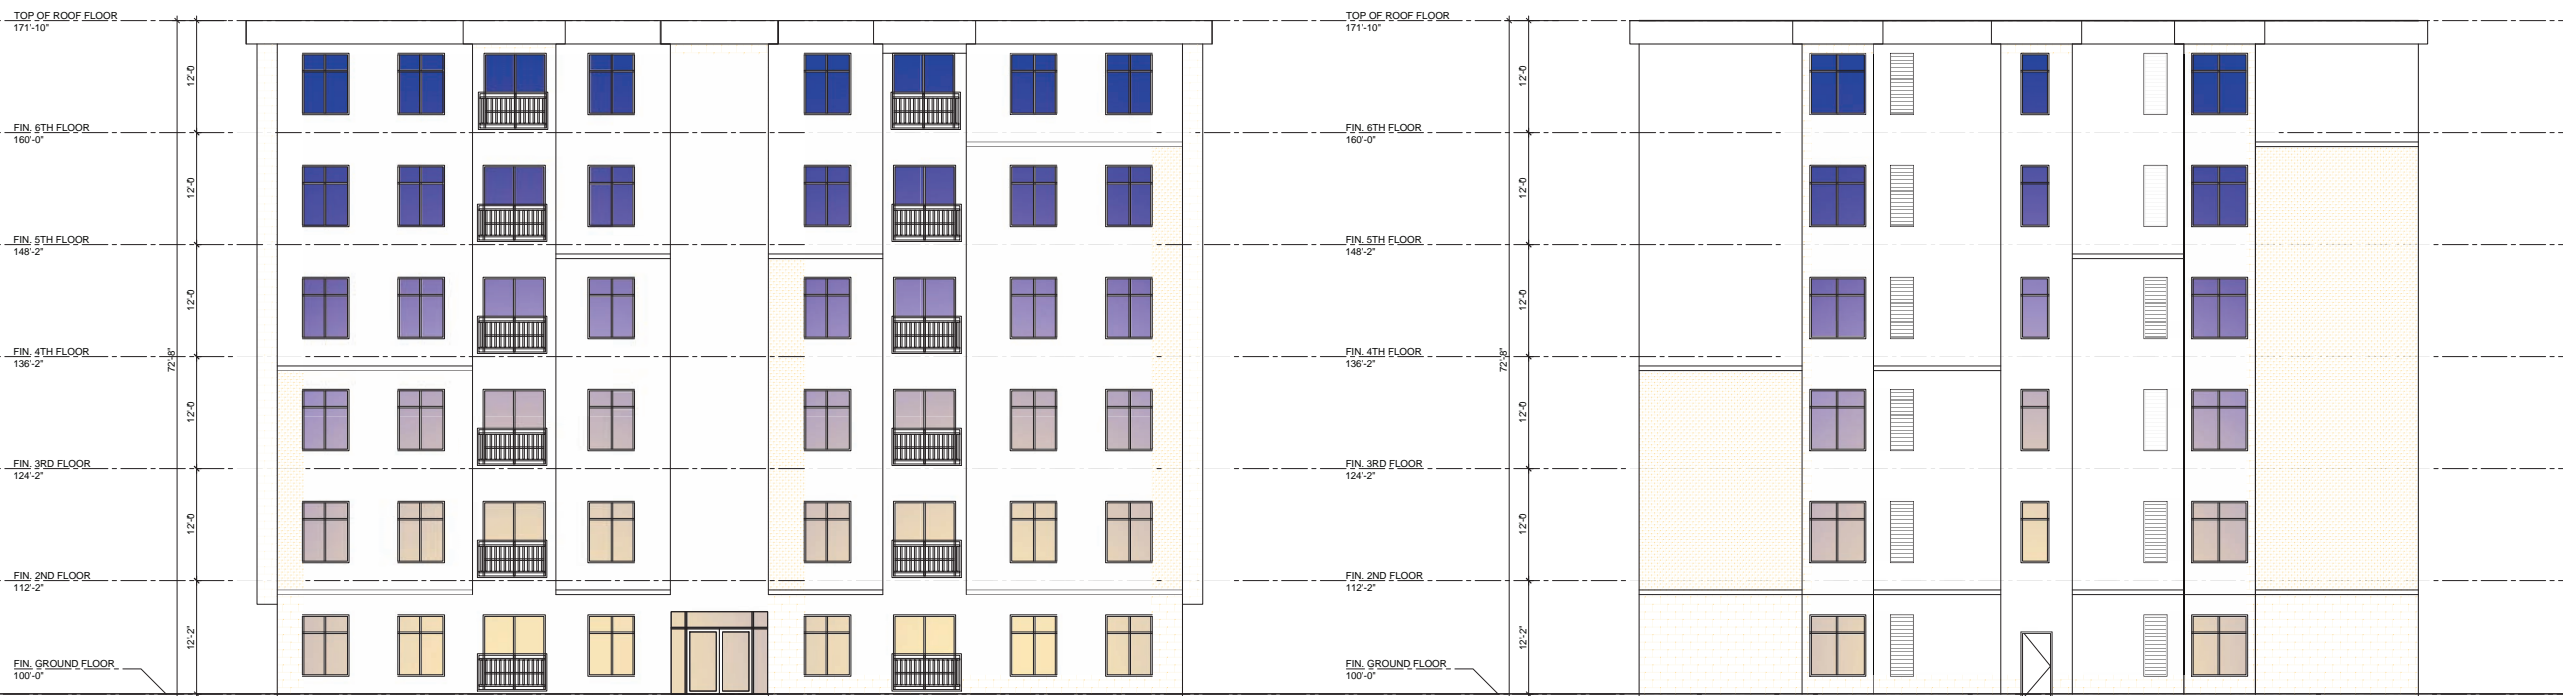 TOP OF ROOF FLOOR
171'-10"
12'-0
FIN. 6TH FLOOR
160'-0"
12'-0
FIN. 5TH FLOOR
148'-2"
12'-0
FIN. 4TH FLOOR
136'-2"
72'-8"
12'-0
FIN. 3RD FLOOR
124'-2"
12'-0
FIN. 2ND FLOOR
112'-2"
12'-2"
FIN. GROUND FLOOR
100'-0"
TOP OF ROOF FLOOR
171'-10"
12'-0
FIN. 6TH FLOOR
160'-0"
12'-0
FIN. 5TH FLOOR
148'-2"
12'-0
FIN. 4TH FLOOR
136'-2"
72'-8"
12'-0
FIN. 3RD FLOOR
124'-2"
12'-0
FIN. 2ND FLOOR
112'-2"
12'-2"
FIN. GROUND FLOOR
100'-0"